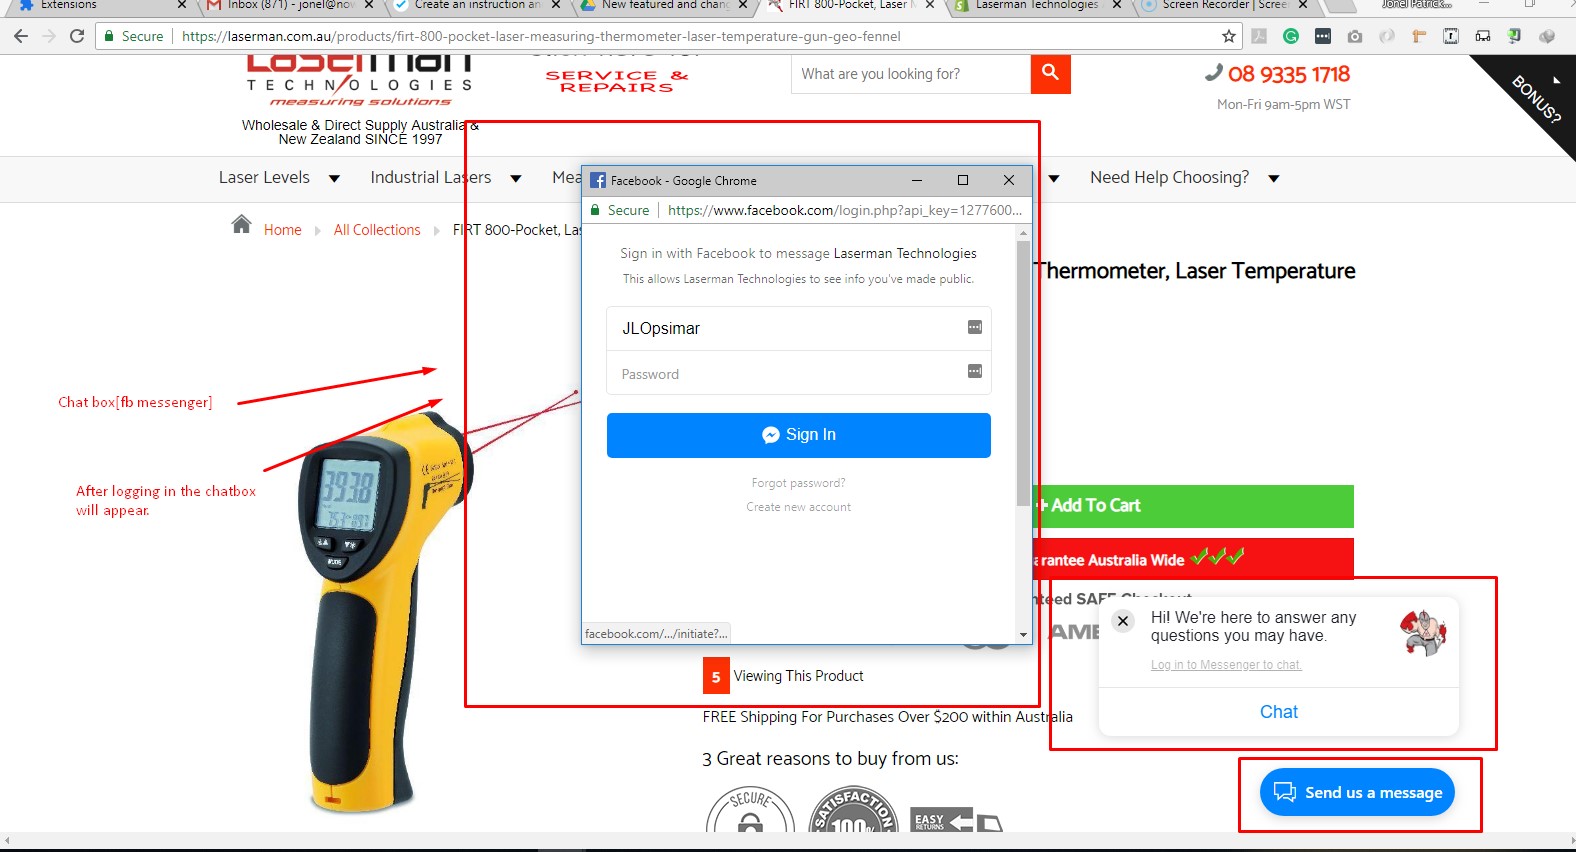 Extensions
Inbox (871) - jonel@nov
Create an instruction an
New featured and chang
FIRT 800-Pocket, Laser M
Laserman Technologies
Screen Recorder | Scree
Jonel Patrick...
Secure | https://laserman.com.au/products/firt-800-pocket-laser-measuring-thermometer-laser-temperature-gun-geo-fennel
Laserman
TECHNOLOGIES
measuring solutions
Wholesale & Direct Supply Australia &
New Zealand SINCE 1997
SERVICE &
REPAIRS
What are you looking for?
08 9335 1718
Mon-Fri 9am-5pm WST
BONUS?
Laser Levels
Industrial Lasers
Mea
Need Help Choosing?
Home
All Collections
FIRT 800-Pocket, Las
Thermometer, Laser Temperature
Facebook - Google Chrome
Secure | https://www.facebook.com/login.php?api_key=1277600...
Sign in with Facebook to message Laserman Technologies
This allows Laserman Technologies to see info you've made public.
JLOpsimar
Password
Sign In
Forgot password?
Create new account
facebook.com/.../initiate?...
Chat box[fb messenger]
After logging in the chatbox
will appear.
393.8
MODE
+ Add To Cart
arantee Australia Wide
nteed SAFE Checkout
AME
5 Viewing This Product
FREE Shipping For Purchases Over $200 within Australia
3 Great reasons to buy from us:
SECURE
SATISFACTION
100%
EASY
RETURNS
Hi! We're here to answer any
questions you may have.
Log in to Messenger to chat.
Chat
Send us a message